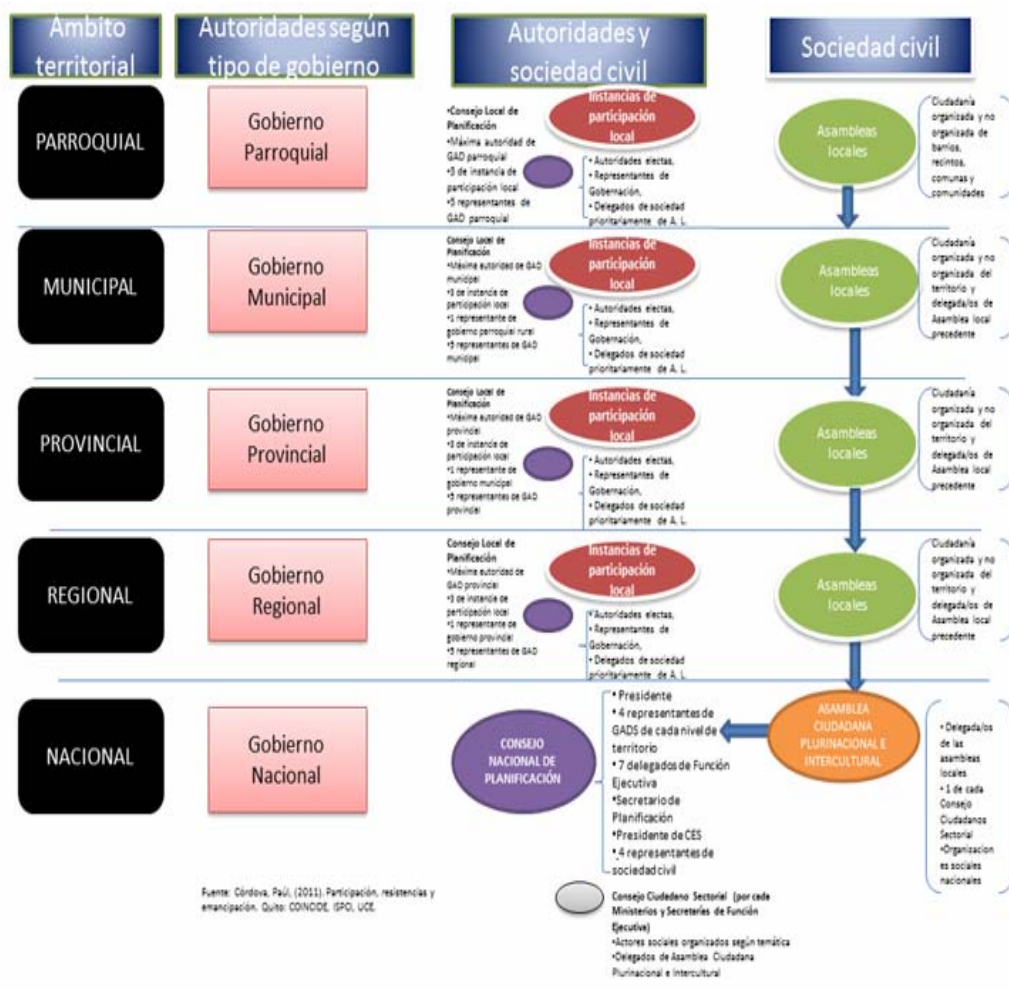 Ámbito
territorial
Autoridades según
tipo de gobierno
Autoridades y
sociedad civil
Sociedad civil
PARROQUIAL
Gobierno
Parroquial
•Consejo Local de
Planificación
•Máxima autoridad de
GAD parroquial
•3 de instancia de
participación local
•3 representantes de
GAD parroquial
Instancias de
participación
local
• Autoridades electas,
• Representantes de
Gobernación,
• Delegados de sociedad
prioritariamente de A. L.
Asambleas
locales
Ciudadanía
organizada y no
organizada de
barrios,
recintos,
comunas y
comunidades
MUNICIPAL
Gobierno
Municipal
Consejo Local de
Planificación
•Máxima autoridad de GAD
municipal
•3 de instancia de
participación local
•1 representante de
gobierno parroquial rural
•3 representantes de GAD
municipal
Instancias de
participación
local
• Autoridades electas,
• Representantes de
Gobernación,
• Delegados de sociedad
prioritariamente de A. L.
Asambleas
locales
Ciudadanía
organizada y no
organizada del
territorio y
delegada/os de
Asamblea local
precedente
PROVINCIAL
Gobierno
Provincial
Consejo Local de
Planificación
•Máxima autoridad de GAD
provincial
•3 de instancia de
participación local
•1 representante de
gobierno municipal
•3 representantes de GAD
provincial
Instancias de
participación
local
• Autoridades electas,
• Representantes de
Gobernación,
• Delegados de sociedad
prioritariamente de A. L.
Asambleas
locales
Ciudadanía
organizada y no
organizada del
territorio y
delegada/os de
Asamblea local
precedente
REGIONAL
Gobierno
Regional
Consejo Local de
Planificación
•Máxima autoridad de
GAD provincial
•3 de instancia de
participación local
•1 representante de
gobierno provincial
•3 representantes de GAD
regional
Instancias de
participación
local
• Autoridades electas,
• Representantes de
Gobernación,
• Delegados de sociedad
prioritariamente de A. L.
Asambleas
locales
Ciudadanía
organizada y no
organizada del
territorio y
delegada/os de
Asamblea local
precedente
NACIONAL
Gobierno
Nacional
CONSEJO
NACIONAL DE
PLANIFICACIÓN
• Presidente
• 4 representantes de
GADS de cada nivel de
territorio
• 7 delegados de Función
Ejecutiva
•Secretario de
Planificación
•Presidente de CES
• 4 representantes de
sociedad civil
ASAMBLEA
CIUDADANA
PLURINACIONAL E
INTERCULTURAL
• Delegada/os
de las
asambleas
locales
• 1 de cada
Consejo
Ciudadanos
Sectorial
•Organizacion
es sociales
nacionales
Fuente: Córdova, Paúl, (2011). Participación, resistencias y
emancipación. Quito: COINCIDE, ISPCI, UCE.
Consejo Ciudadano Sectorial (por cada
Ministerios y Secretarías de Función
Ejecutiva)
•Actores sociales organizados según temática
•Delegados de Asamblea Ciudadana
Plurinacional e Intercultural